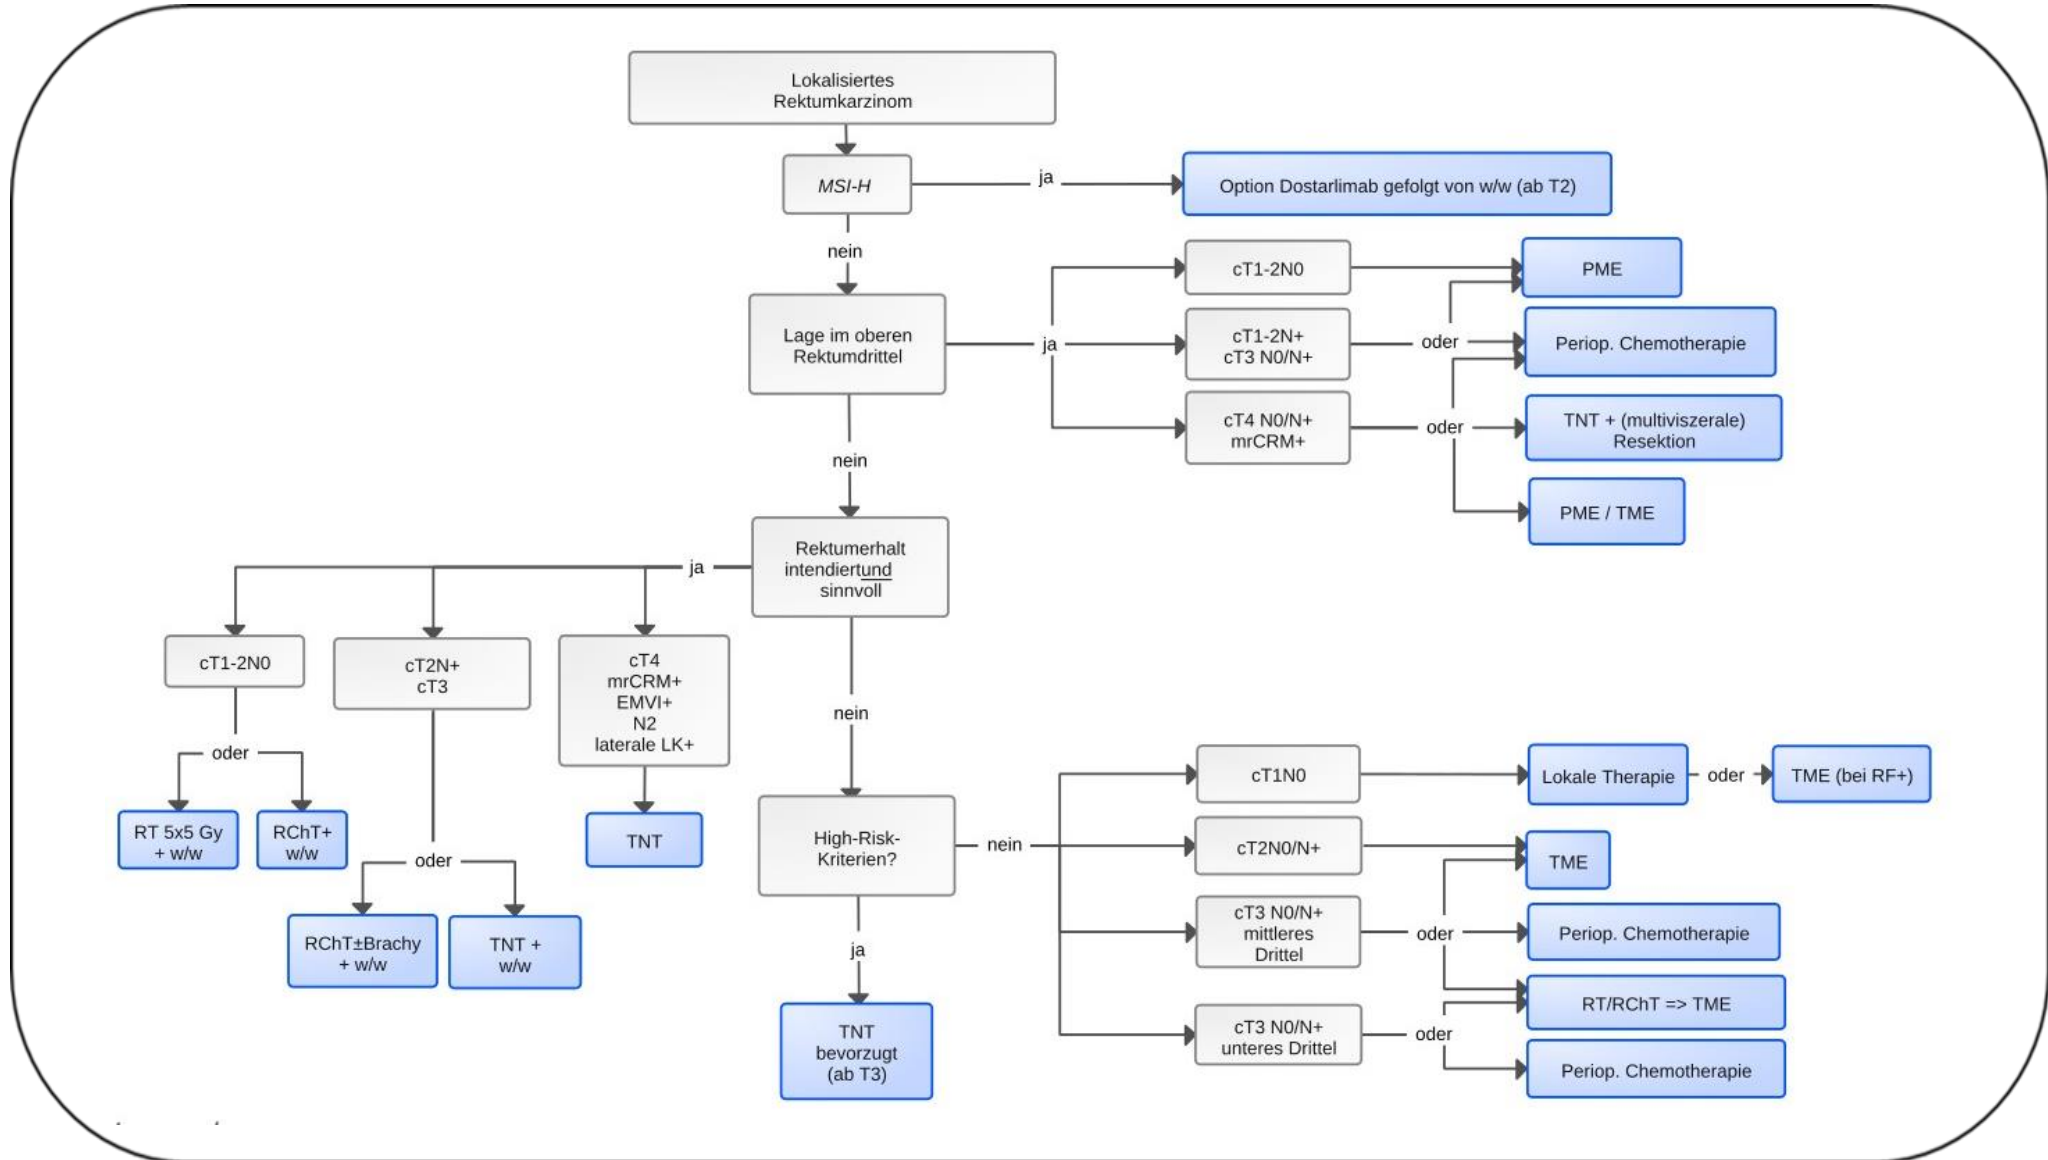 Lokalisiertes
Rektumkarzinom
MSI-H
ja
Option Dostarlimab gefolgt von w/w (ab T2)
nein
Lage im oberen
Rektumdrittel
ja
cT1-2N0
PME
cT1-2N+
cT3 N0/N+
oder
Periop. Chemotherapie
cT4 N0/N+
mrCRM+
oder
TNT + (multiviszerale)
Resektion
PME / TME
nein
Rektumerhalt
intendiertund
sinnvoll
ja
cT1-2N0
cT2N+
cT3
cT4
mrCRM+
EMVI+
N2
laterale LK+
oder
RT 5x5 Gy
+ w/w
RChT+
w/w
oder
RChT±Brachy
+ w/w
TNT +
w/w
TNT
nein
High-Risk-
Kriterien?
ja
TNT
bevorzugt
(ab T3)
nein
cT1N0
Lokale Therapie
oder
TME (bei RF+)
cT2N0/N+
TME
cT3 N0/N+
mittleres
Drittel
oder
Periop. Chemotherapie
RT/RChT => TME
cT3 N0/N+
unteres Drittel
oder
Periop. Chemotherapie